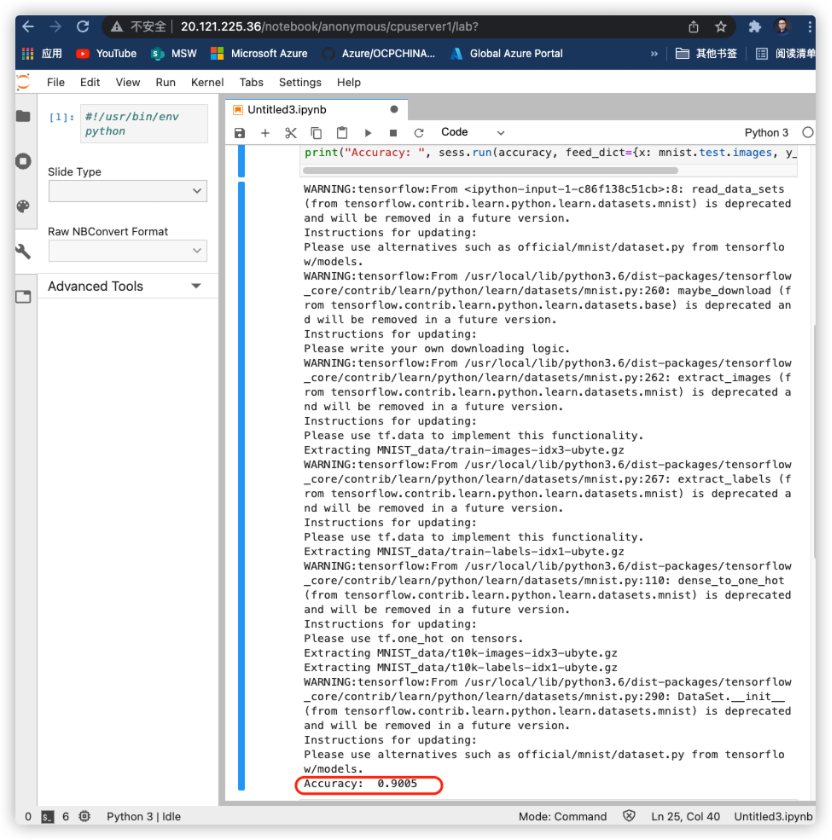 不安全 | 20.121.225.36/notebook/anonymous/cpuserver1/lab?
应用 YouTube MSW Microsoft Azure Azure/OCPCHINA... Global Azure Portal » 其他书签 阅读清单
File Edit View Run Kernel Tabs Settings Help
[1]: #!/usr/bin/env
python
Slide Type
Raw NBConvert Format
Advanced Tools
Untitled3.ipynb
Code Python 3
print("Accuracy: ", sess.run(accuracy, feed_dict={x: mnist.test.images, y_
WARNING:tensorflow:From <ipython-input-1-c86f138c51cb>:8: read_data_sets
(from tensorflow.contrib.learn.python.learn.datasets.mnist) is deprecated
and will be removed in a future version.
Instructions for updating:
Please use alternatives such as official/mnist/dataset.py from tensorflo
w/models.
WARNING:tensorflow:From /usr/local/lib/python3.6/dist-packages/tensorflow
_core/contrib/learn/python/learn/datasets/mnist.py:260: maybe_download (f
rom tensorflow.contrib.learn.python.learn.datasets.base) is deprecated an
d will be removed in a future version.
Instructions for updating:
Please write your own downloading logic.
WARNING:tensorflow:From /usr/local/lib/python3.6/dist-packages/tensorflow
_core/contrib/learn/python/learn/datasets/mnist.py:262: extract_images (f
rom tensorflow.contrib.learn.python.learn.datasets.mnist) is deprecated a
nd will be removed in a future version.
Instructions for updating:
Please use tf.data to implement this functionality.
Extracting MNIST_data/train-images-idx3-ubyte.gz
WARNING:tensorflow:From /usr/local/lib/python3.6/dist-packages/tensorflow
_core/contrib/learn/python/learn/datasets/mnist.py:267: extract_labels (f
rom tensorflow.contrib.learn.python.learn.datasets.mnist) is deprecated a
nd will be removed in a future version.
Instructions for updating:
Please use tf.data to implement this functionality.
Extracting MNIST_data/train-labels-idx1-ubyte.gz
WARNING:tensorflow:From /usr/local/lib/python3.6/dist-packages/tensorflow
_core/contrib/learn/python/learn/datasets/mnist.py:110: dense_to_one_hot
(from tensorflow.contrib.learn.python.learn.datasets.mnist) is deprecated
and will be removed in a future version.
Instructions for updating:
Please use tf.one_hot on tensors.
Extracting MNIST_data/t10k-images-idx3-ubyte.gz
Extracting MNIST_data/t10k-labels-idx1-ubyte.gz
WARNING:tensorflow:From /usr/local/lib/python3.6/dist-packages/tensorflow
_core/contrib/learn/python/learn/datasets/mnist.py:290: DataSet.__init__
(from tensorflow.contrib.learn.python.learn.datasets.mnist) is deprecated
and will be removed in a future version.
Instructions for updating:
Please use alternatives such as official/mnist/dataset.py from tensorflo
w/models.
Accuracy:  0.9005
0 6 Python 3 | Idle Mode: Command Ln 25, Col 40 Untitled3.ipynb